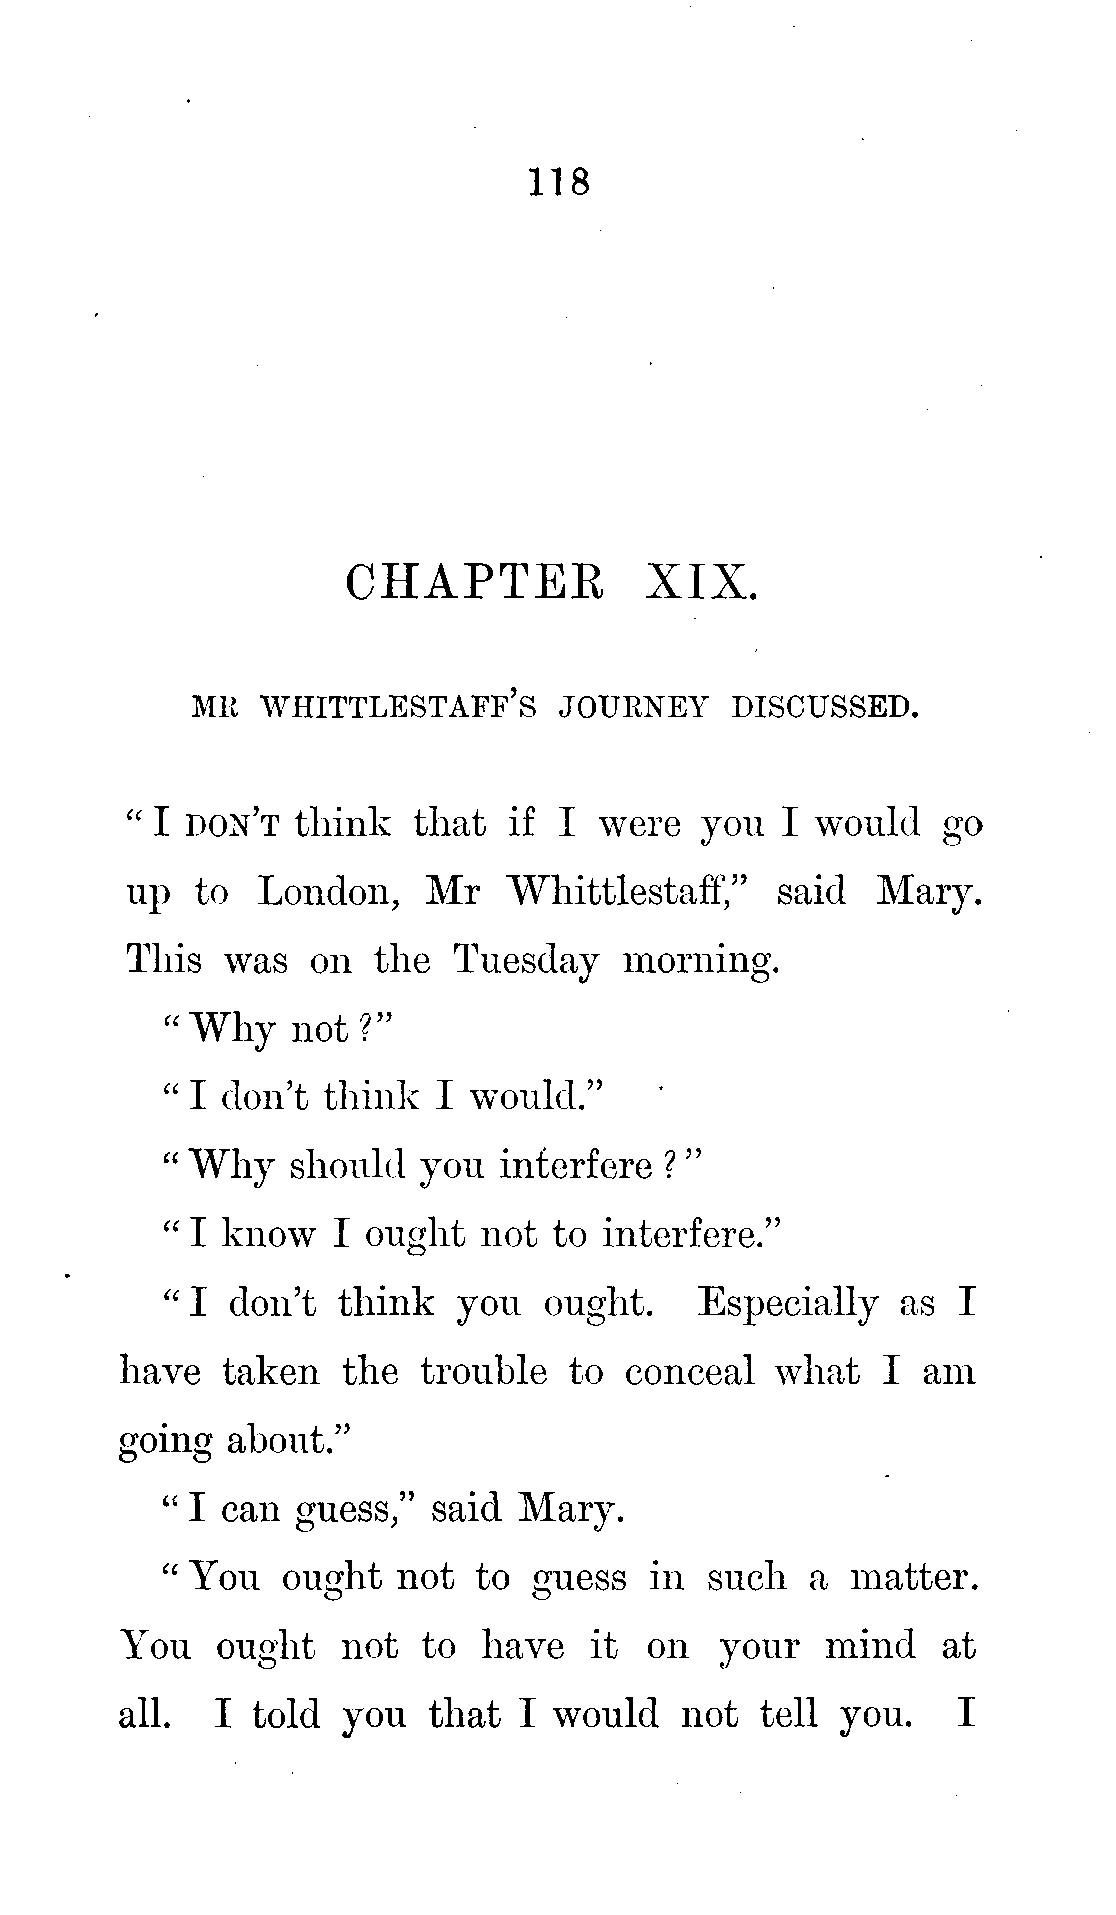 118
CHAPTER XIX.
MR WHITTLESTAFF'S JOURNEY DISCUSSED.
"I DON'T think that if I were you I would go
up to London, Mr Whittlestaff," said Mary.
This was on the Tuesday morning.
"Why not?"
"I don't think I would."
"Why should you interfere?"
"I know I ought not to interfere."
"I don't think you ought. Especially as I
have taken the trouble to conceal what I am
going about."
"I can guess," said Mary.
"You ought not to guess in such a matter.
You ought not to have it on your mind at
all. I told you that I would not tell you. I